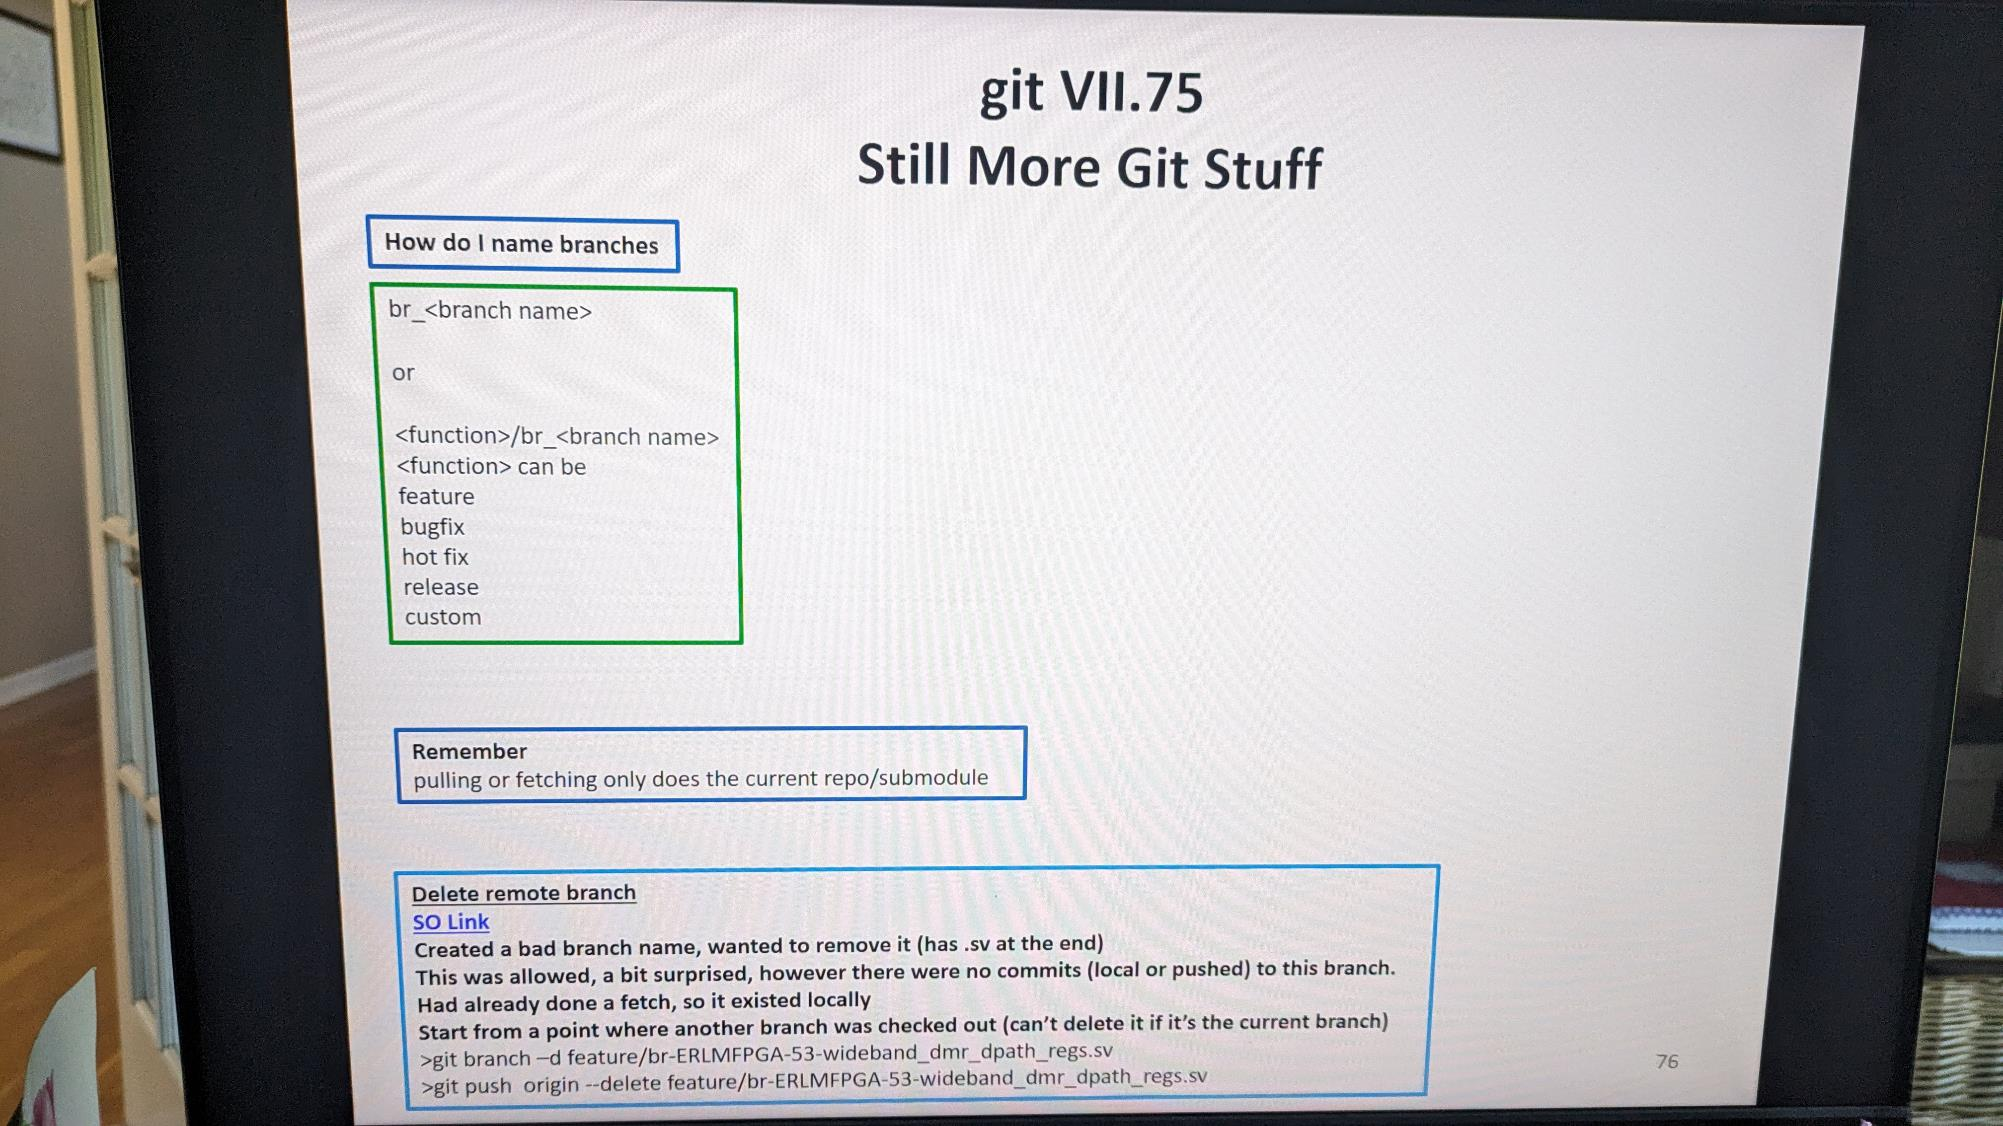 git VII.75
Still More Git Stuff
How do I name branches
br_<branch name>
or
<function>/br_<branch name>
<function> can be
feature
bugfix
hot fix
release
custom
Remember
pulling or fetching only does the current repo/submodule
Delete remote branch
SO Link
Created a bad branch name, wanted to remove it (has .sv at the end)
This was allowed, a bit surprised, however there were no commits (local or pushed) to this branch.
Had already done a fetch, so it existed locally
Start from a point where another branch was checked out (can’t delete it if it’s the current branch)
>git branch –d feature/br-ERLMFPGA-53-wideband_dmr_dpath_regs.sv
>git push  origin --delete feature/br-ERLMFPGA-53-wideband_dmr_dpath_regs.sv
76